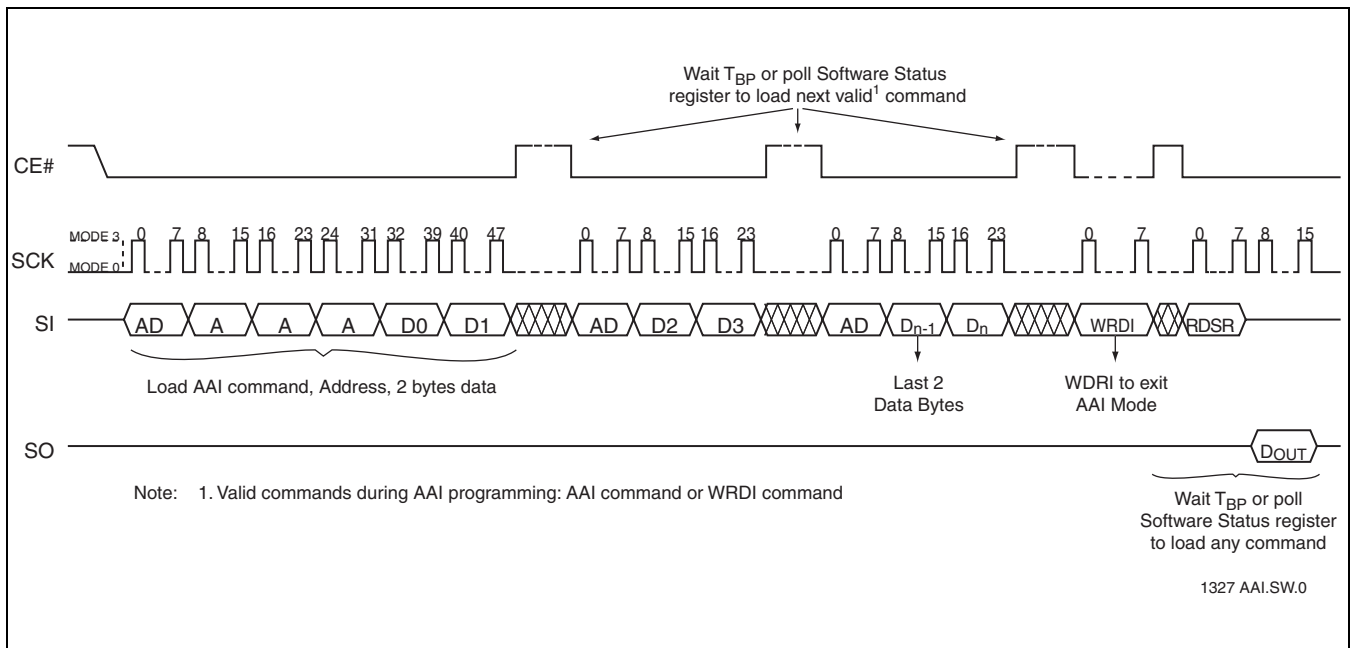 Wait TBP or poll Software Status
register to load next valid1 command
CE#
MODE 3
MODE 0
SCK
0 7 8 15 16 23 24 31 32 39 40 47 0 7 8 15 16 23 0 7 8 15 16 23 0 7 0 7 8 15
SI
AD A A A D0 D1 AD D2 D3 AD Dn-1 Dn WRDI RDSR
Load AAI command, Address, 2 bytes data
Last 2
Data Bytes
WDRI to exit
AAI Mode
SO
DOUT
Note: 1. Valid commands during AAI programming: AAI command or WRDI command
Wait TBP or poll
Software Status register
to load any command
1327 AAI.SW.0